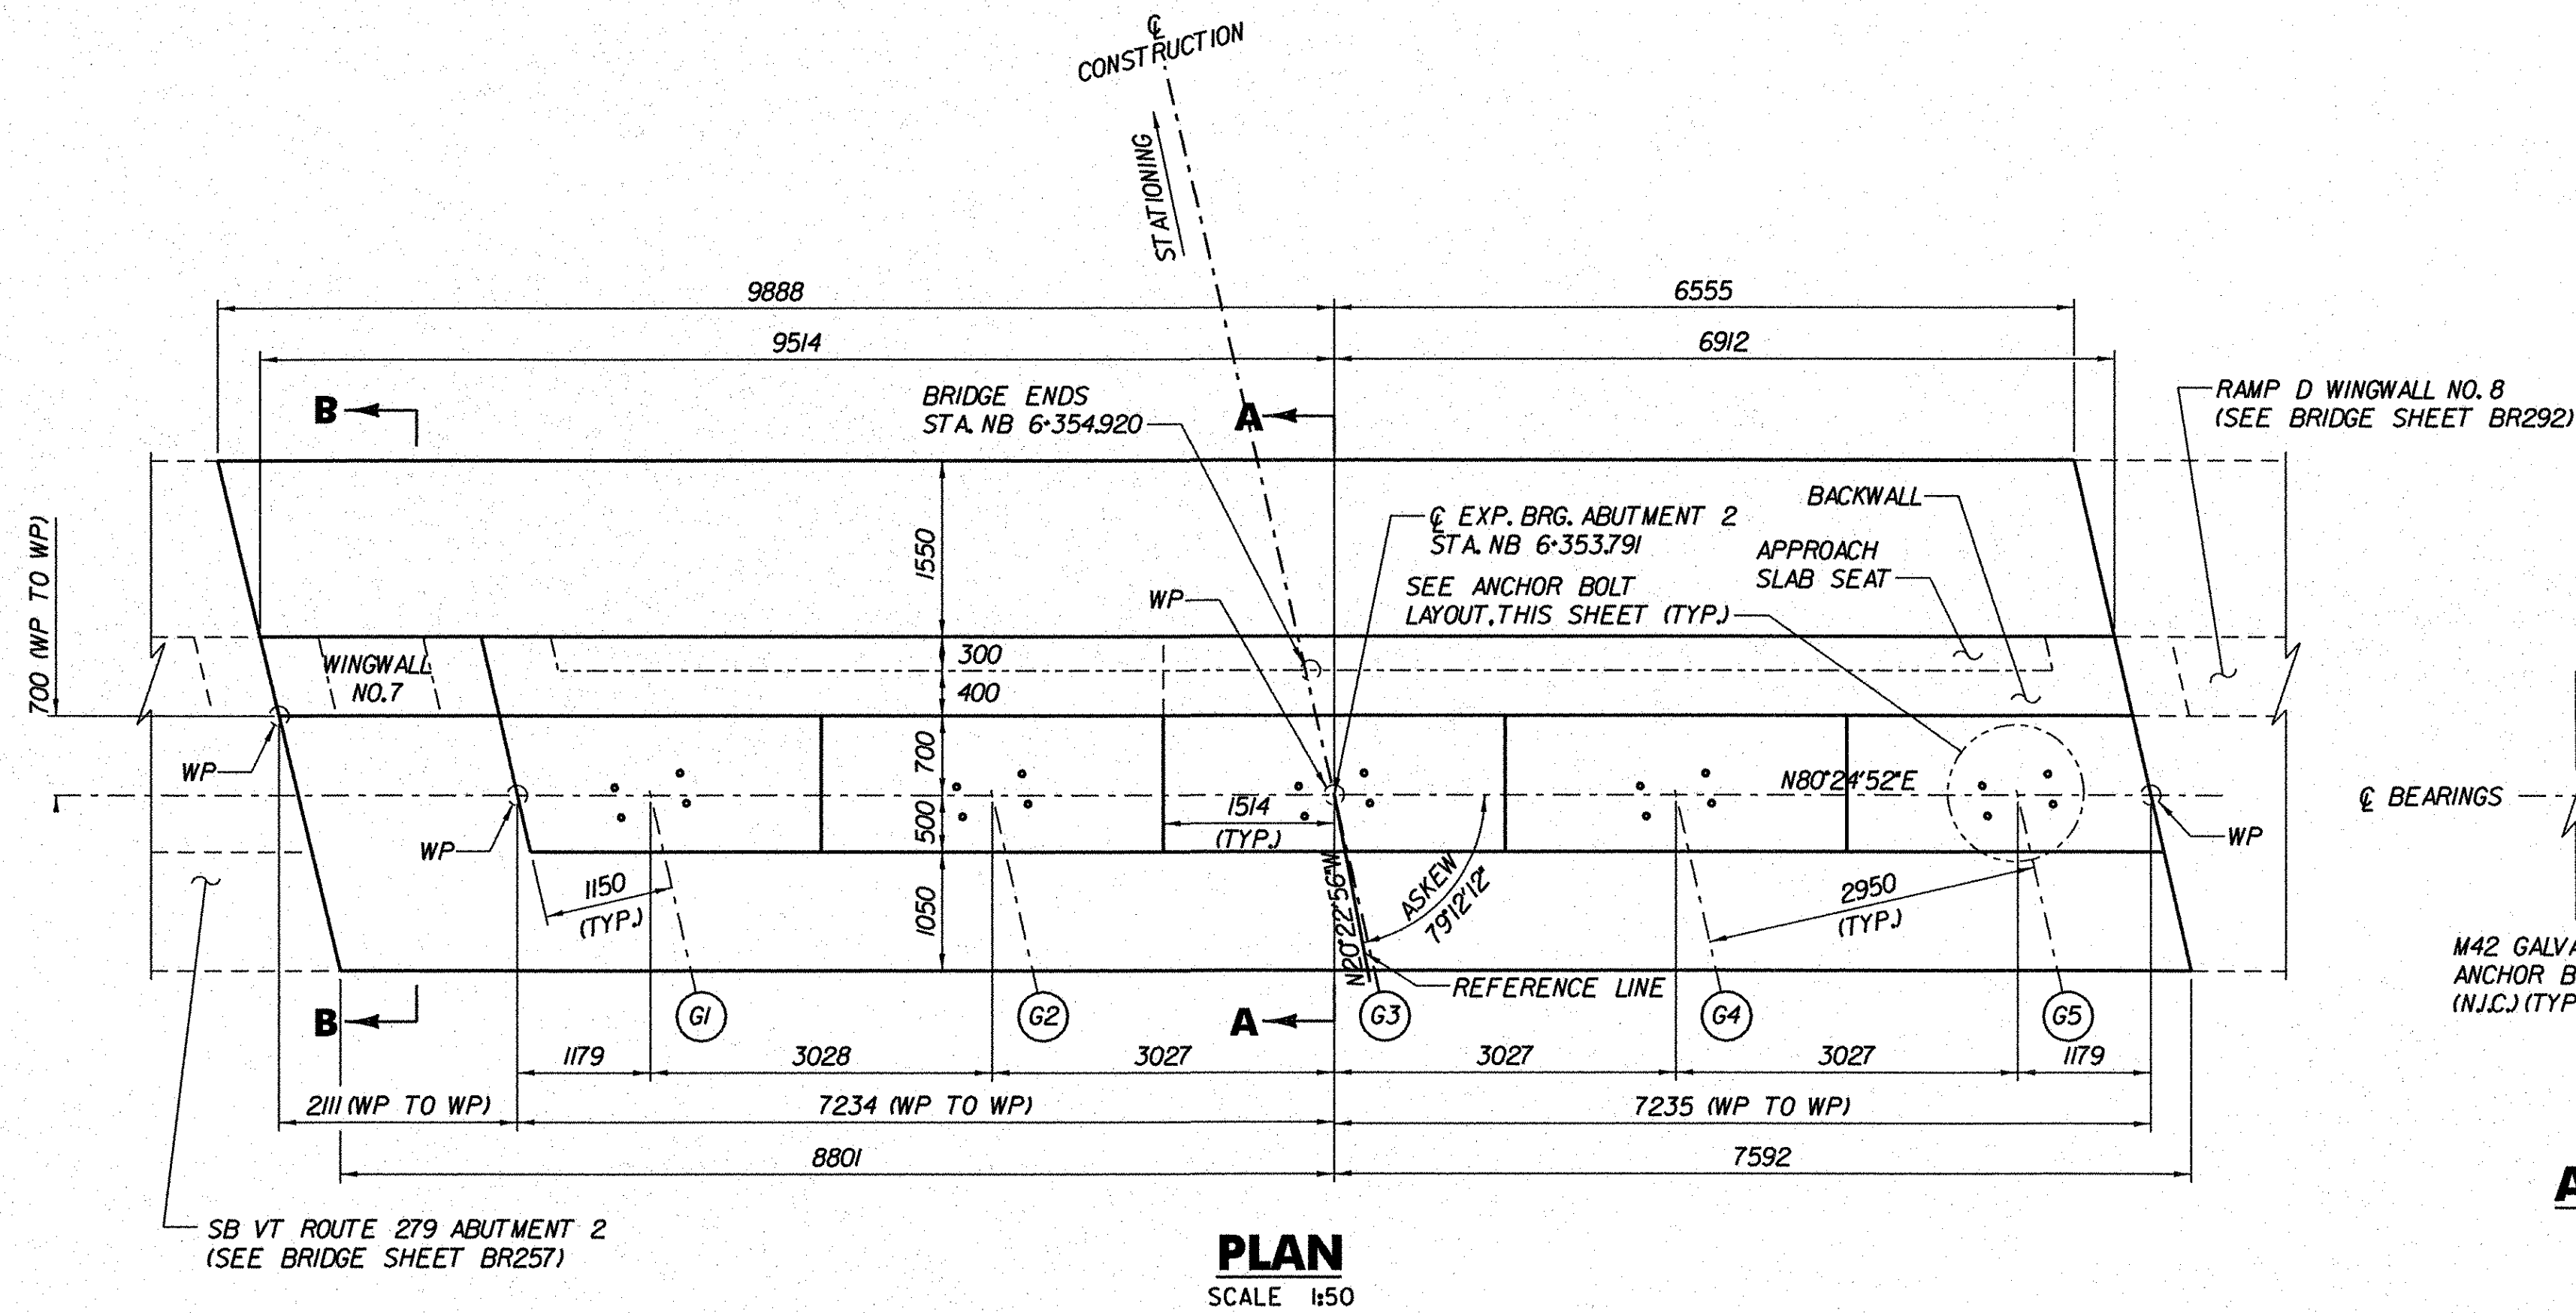 ℄
CONSTRUCTION
STATIONING
9888
6555
9514
6912
BRIDGE ENDS
STA. NB 6+354.920
B
A
RAMP D WINGWALL NO. 8
(SEE BRIDGE SHEET BR292)
BACKWALL
℄ EXP. BRG. ABUTMENT 2
STA. NB 6+353.791
APPROACH
SLAB SEAT
SEE ANCHOR BOLT
LAYOUT, THIS SHEET (TYP.)
700 (WP TO WP)
1550
WP
WINGWALL
NO. 7
300
400
700
500
1050
WP
WP
WP
N80°24'52"E
℄ BEARINGS
1514
(TYP.)
1150
(TYP.)
N20°22'56"W
ASKEW
79°12'12"
2950
(TYP.)
REFERENCE LINE
M42 GALVA
ANCHOR B
(N.I.C.) (TYP
B
A
G1
G2
G3
G4
G5
1179
3028
3027
3027
3027
1179
2111 (WP TO WP)
7234 (WP TO WP)
7235 (WP TO WP)
8801
7592
A
SB VT ROUTE 279 ABUTMENT 2
(SEE BRIDGE SHEET BR257)
PLAN
SCALE 1:50